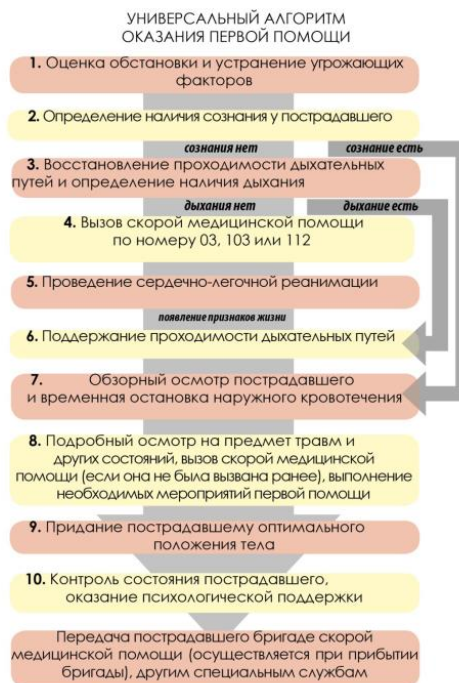 УНИВЕРСАЛЬНЫЙ АЛГОРИТМ
ОКАЗАНИЯ ПЕРВОЙ ПОМОЩИ
1. Оценка обстановки и устранение угрожающих
факторов
2. Определение наличия сознания у пострадавшего
сознания нет
сознание есть
3. Восстановление проходимости дыхательных
путей и определение наличия дыхания
дыхания нет
дыхание есть
4. Вызов скорой медицинской помощи
по номеру 03, 103 или 112
5. Проведение сердечно-легочной реанимации
появление признаков жизни
6. Поддержание проходимости дыхательных путей
7. Обзорный осмотр пострадавшего
и временная остановка наружного кровотечения
8. Подробный осмотр на предмет травм и
других состояний, вызов скорой медицинской
помощи (если она не была вызвана ранее), выполнение
необходимых мероприятий первой помощи
9. Придание пострадавшему оптимального
положения тела
10. Контроль состояния пострадавшего,
оказание психологической поддержки
Передача пострадавшего бригаде скорой
медицинской помощи (осуществляется при прибытии
бригады), другим специальным службам